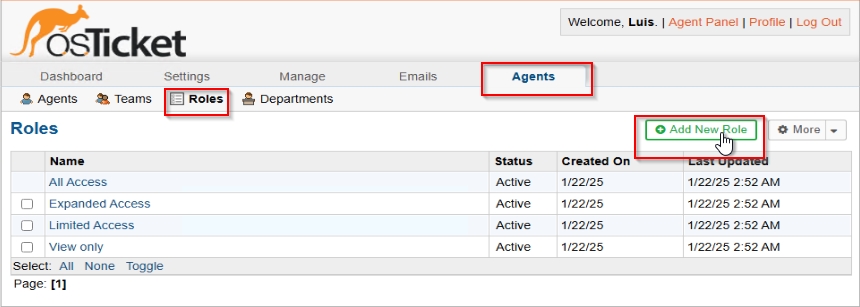 osTicket
Welcome, Luis. | Agent Panel | Profile | Log Out
Dashboard Settings Manage Emails Agents
Agents Teams Roles Departments
Roles
Add New Role More
Name Status Created On Last Updated
All Access Active 1/22/25 1/22/25 2:52 AM
Expanded Access Active 1/22/25 1/22/25 2:52 AM
Limited Access Active 1/22/25 1/22/25 2:52 AM
View only Active 1/22/25 1/22/25 2:52 AM
Select: All None Toggle
Page: [1]